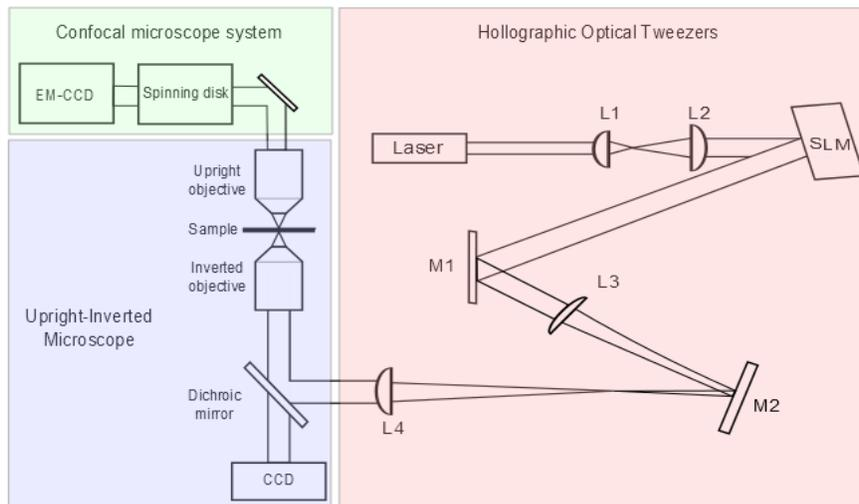 Confocal microscope system
EM-CCD
Spinning disk
Upright
objective
Sample
Inverted
objective
Upright-Inverted
Microscope
Dichroic
mirror
CCD
Hollographic Optical Tweezers
Laser
L1
L2
SLM
M1
L3
M2
L4